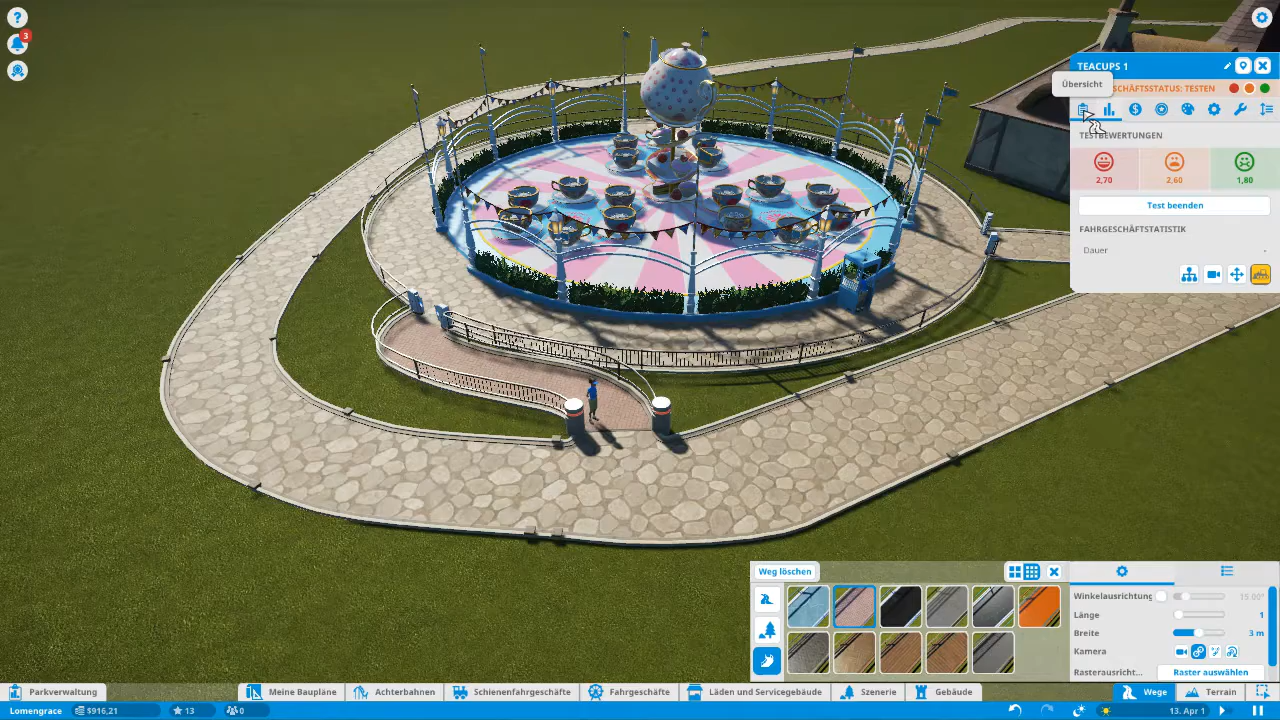 ?
3
TEACUPS 1
Übersicht
SCHÄFTSSTATUS: TESTEN
TESTBEWERTUNGEN
2,70
2,60
1,80
Test beenden
FAHRGESCHÄFTSTATISTIK
Dauer -
Weg löschen
Winkelausrichtung 15.00°
Länge 1
Breite 3 m
Kamera
Rasterausricht... Raster auswählen
Parkverwaltung
Meine Baupläne
Achterbahnen
Schienenfahrgeschäfte
Fahrgeschäfte
Läden und Servicegebäude
Szenerie
Gebäude
Wege
Terrain
Lomengrace
$916,21
13
0
13. Apr 1